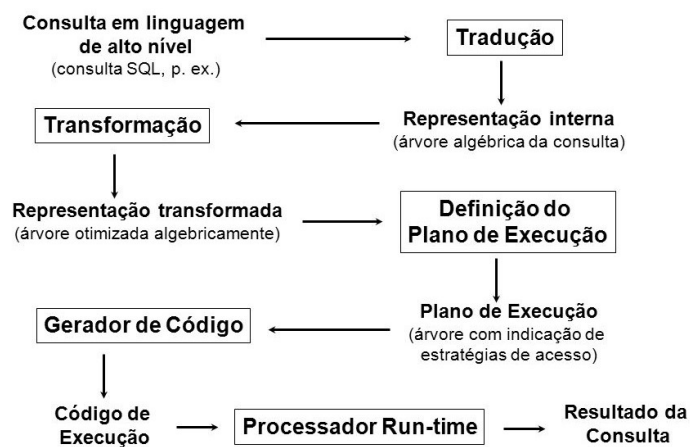 Consulta em linguagem
de alto nível
(consulta SQL, p. ex.)
Tradução
Representação interna
(árvore algébrica da consulta)
Transformação
Representação transformada
(árvore otimizada algebricamente)
Definição do
Plano de Execução
Plano de Execução
(árvore com indicação de
estratégias de acesso)
Gerador de Código
Código de
Execução
Processador Run-time
Resultado da
Consulta